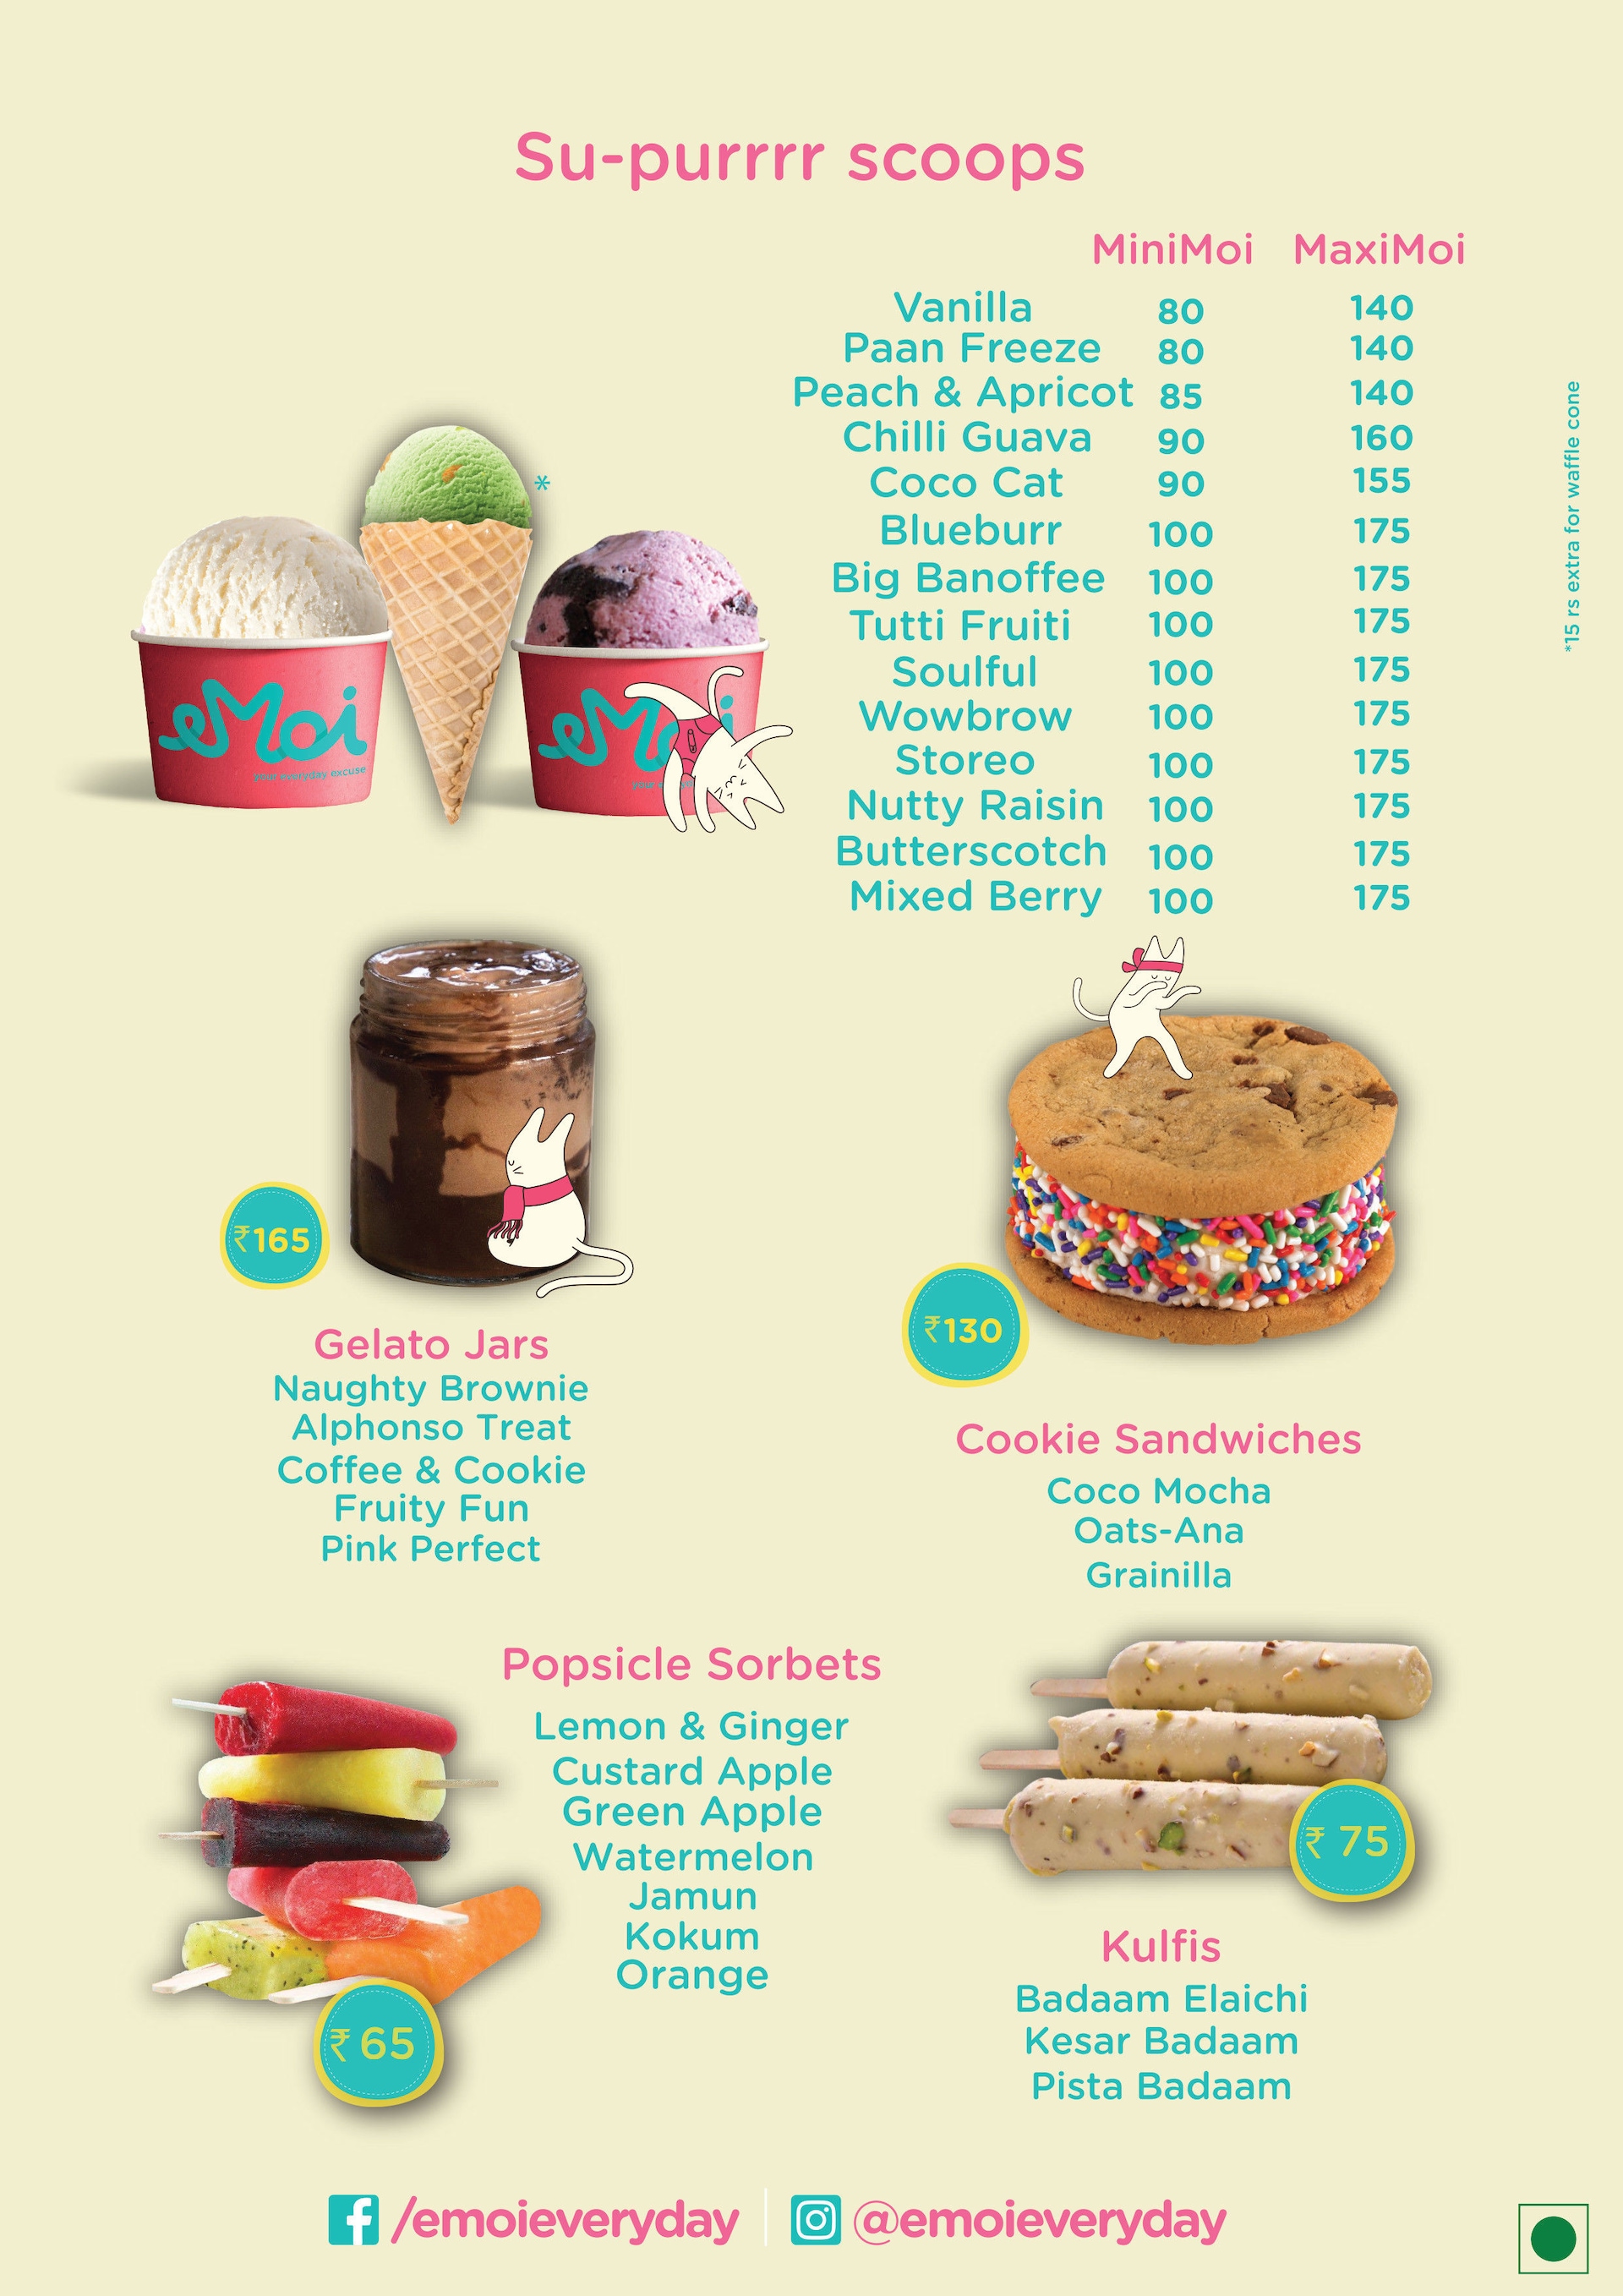 Su-purrrr scoops
MiniMoi MaxiMoi
Vanilla 80 140
Paan Freeze 80 140
Peach & Apricot 85 140
Chilli Guava 90 160
Coco Cat 90 155
Blueburr 100 175
Big Banoffee 100 175
Tutti Fruiti 100 175
Soulful 100 175
Wowbrow 100 175
Storeo 100 175
Nutty Raisin 100 175
Butterscotch 100 175
Mixed Berry 100 175
*15 rs extra for waffle cone
*
eMoi
your everyday excuse
eMoi
your
₹165
Gelato Jars
Naughty Brownie
Alphonso Treat
Coffee & Cookie
Fruity Fun
Pink Perfect
₹130
Cookie Sandwiches
Coco Mocha
Oats-Ana
Grainilla
Popsicle Sorbets
Lemon & Ginger
Custard Apple
Green Apple
Watermelon
Jamun
Kokum
Orange
₹ 65
₹ 75
Kulfis
Badaam Elaichi
Kesar Badaam
Pista Badaam
/emoieveryday
@emoieveryday